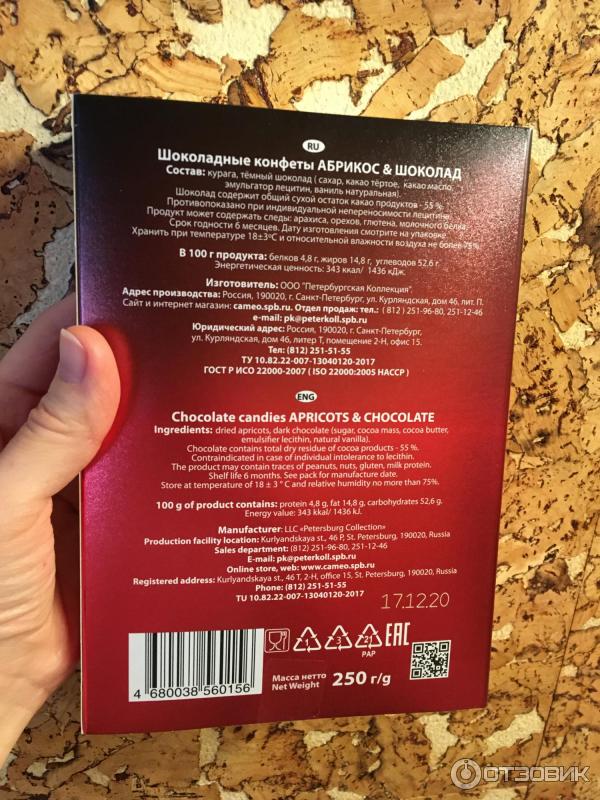 RU
Шоколадные конфеты АБРИКОС & ШОКОЛАД
Состав: курага, тёмный шоколад ( сахар, какао тёртое, какао масло,
эмульгатор лецитин, ваниль натуральная).
Шоколад содержит общий сухой остаток какао продуктов - 55 %.
Противопоказано при индивидуальной непереносимости лецитина.
Продукт может содержать следы: арахиса, орехов, глютена, молочного белка.
Срок годности 6 месяцев. Дату изготовления смотрите на упаковке.
Хранить при температуре 18±3°C и относительной влажности воздуха не более 75%.
В 100 г продукта: белков 4,8 г, жиров 14,8 г, углеводов 52,6 г.
Энергетическая ценность: 343 ккал/ 1436 кДж.
Изготовитель: ООО "Петербургская Коллекция".
Адрес производства: Россия, 190020, г. Санкт-Петербург, ул. Курляндская, дом 46, лит. П.
Сайт и интернет магазин: cameo.spb.ru. Отдел продаж: тел.: ( 812 ) 251-96-80, 251-12-46
e-mail: pk@peterkoll.spb.ru
Юридический адрес: Россия, 190020, г. Санкт-Петербург,
ул. Курляндская, дом 46, литер Т, помещение 2-Н, офис 15.
Тел.: (812) 251-51-55
ТУ 10.82.22-007-13040120-2017
ГОСТ Р ИСО 22000-2007 ( ISO 22000:2005 HACCP )
ENG
Chocolate candies APRICOTS & CHOCOLATE
Ingredients: dried apricots, dark chocolate (sugar, cocoa mass, cocoa butter,
emulsifier lecithin, natural vanilla).
Chocolate contains total dry residue of cocoa products - 55 %.
Contraindicated in case of individual intolerance to lecithin.
The product may contain traces of peanuts, nuts, gluten, milk protein.
Shelf life 6 months. See pack for manufacture date.
Store at temperature of 18 ± 3 ° C and relative humidity no more than 75%.
100 g of product contains: protein 4,8 g, fat 14,8 g, carbohydrates 52,6 g.
Energy value: 343 kkal/ 1436 kJ.
Manufacturer: LLC «Petersburg Collection»
Production facility location: Kurlyandskaya st., 46 P, St. Petersburg, 190020, Russia
Sales department: (812) 251-96-80, 251-12-46
E-mail: pk@peterkoll.spb.ru
Online store, web: www.cameo.spb.ru
Registered address: Kurlyandskaya st., 46 T, 2-H, office 15, St. Petersburg, 190020, Russia
Phone: (812) 251-51-55
TU 10.82.22-007-13040120-2017
17.12.20
1 3 21 EAC
PAP
4 680038 560156
Масса нетто
Net Weight 250 г/g
ОТЗОВИК